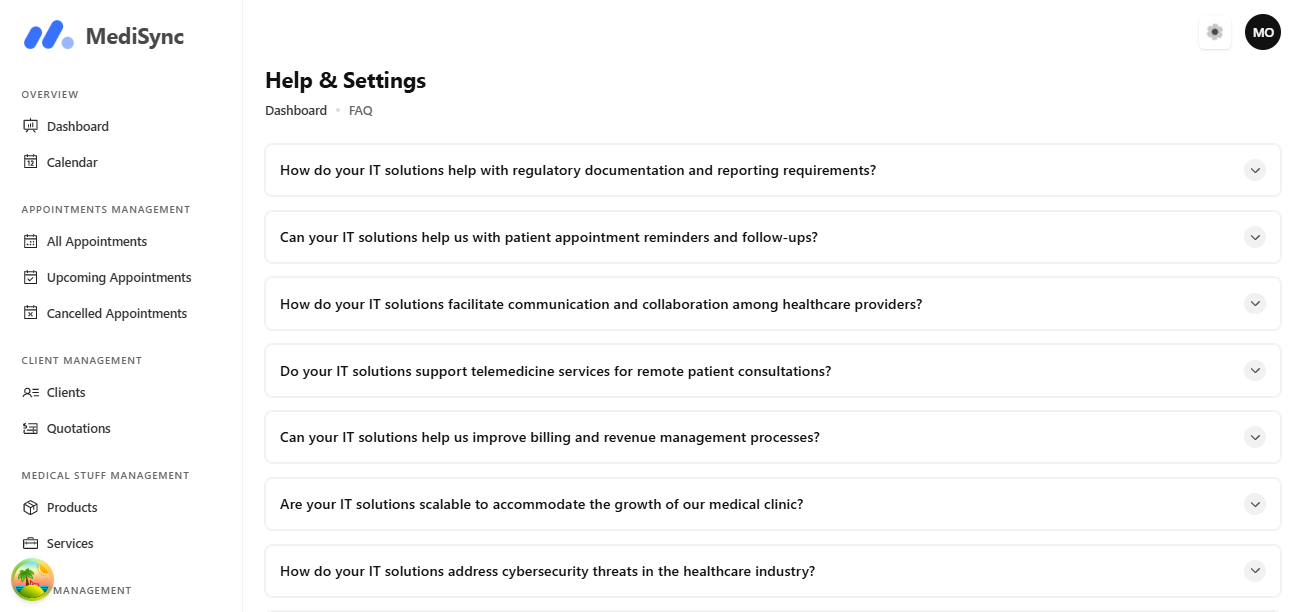 MediSync
MO
OVERVIEW
Dashboard
Calendar
APPOINTMENTS MANAGEMENT
All Appointments
Upcoming Appointments
Cancelled Appointments
CLIENT MANAGEMENT
Clients
Quotations
MEDICAL STUFF MANAGEMENT
Products
Services
MANAGEMENT
Help & Settings
Dashboard • FAQ
How do your IT solutions help with regulatory documentation and reporting requirements?
Can your IT solutions help us with patient appointment reminders and follow-ups?
How do your IT solutions facilitate communication and collaboration among healthcare providers?
Do your IT solutions support telemedicine services for remote patient consultations?
Can your IT solutions help us improve billing and revenue management processes?
Are your IT solutions scalable to accommodate the growth of our medical clinic?
How do your IT solutions address cybersecurity threats in the healthcare industry?